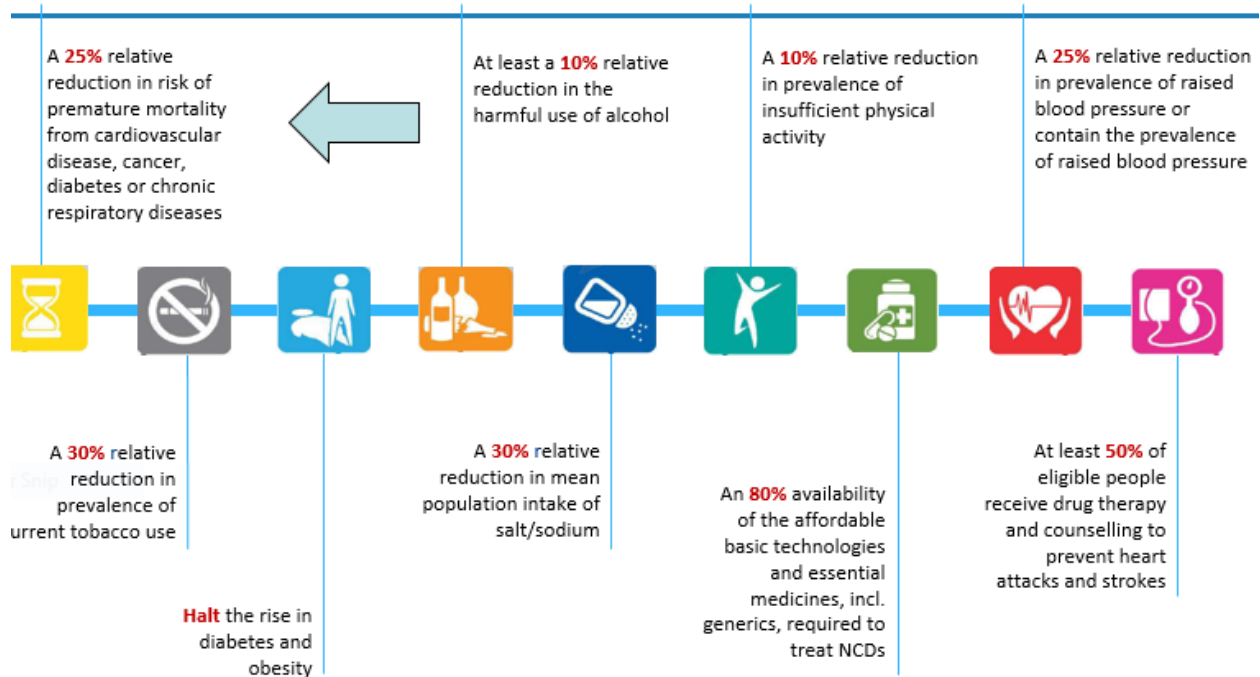 A 25% relative
reduction in risk of
premature mortality
from cardiovascular
disease, cancer,
diabetes or chronic
respiratory diseases
At least a 10% relative
reduction in the
harmful use of alcohol
A 10% relative reduction
in prevalence of
insufficient physical
activity
A 25% relative reduction
in prevalence of raised
blood pressure or
contain the prevalence
of raised blood pressure
A 30% relative
reduction in
prevalence of
urrent tobacco use
Halt the rise in
diabetes and
obesity
A 30% relative
reduction in mean
population intake of
salt/sodium
An 80% availability
of the affordable
basic technologies
and essential
medicines, incl.
generics, required to
treat NCDs
At least 50% of
eligible people
receive drug therapy
and counselling to
prevent heart
attacks and strokes